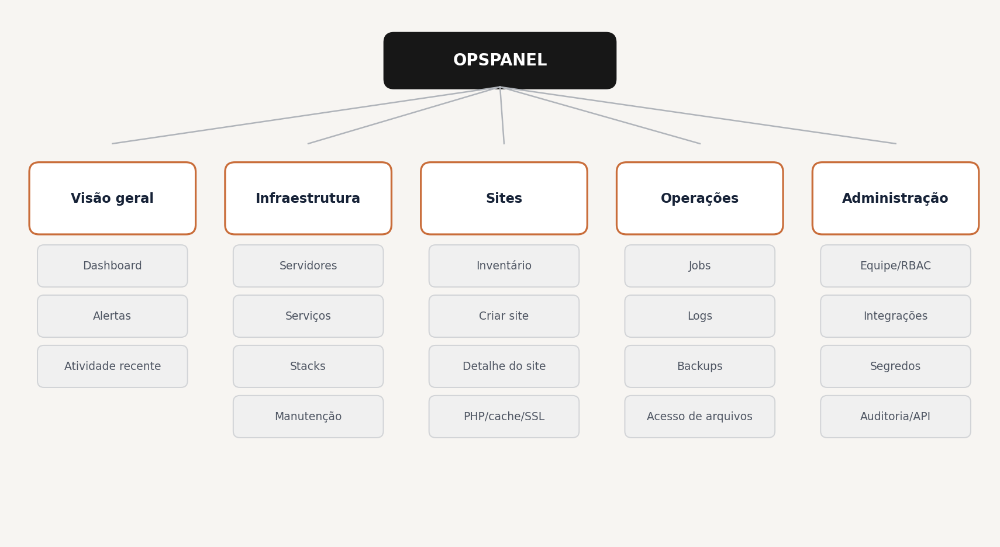 OPSPANEL
Visão geral
Dashboard
Alertas
Atividade recente
Infraestrutura
Servidores
Serviços
Stacks
Manutenção
Sites
Inventário
Criar site
Detalhe do site
PHP/cache/SSL
Operações
Jobs
Logs
Backups
Acesso de arquivos
Administração
Equipe/RBAC
Integrações
Segredos
Auditoria/API